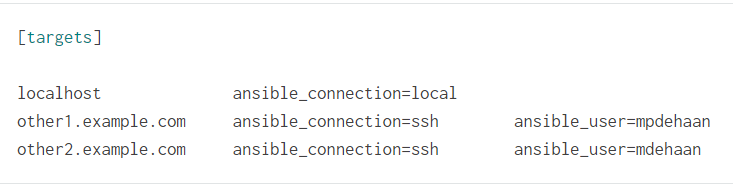 [targets]
localhost ansible_connection=local
other1.example.com ansible_connection=ssh ansible_user=mpdehaan
other2.example.com ansible_connection=ssh ansible_user=mdehaan